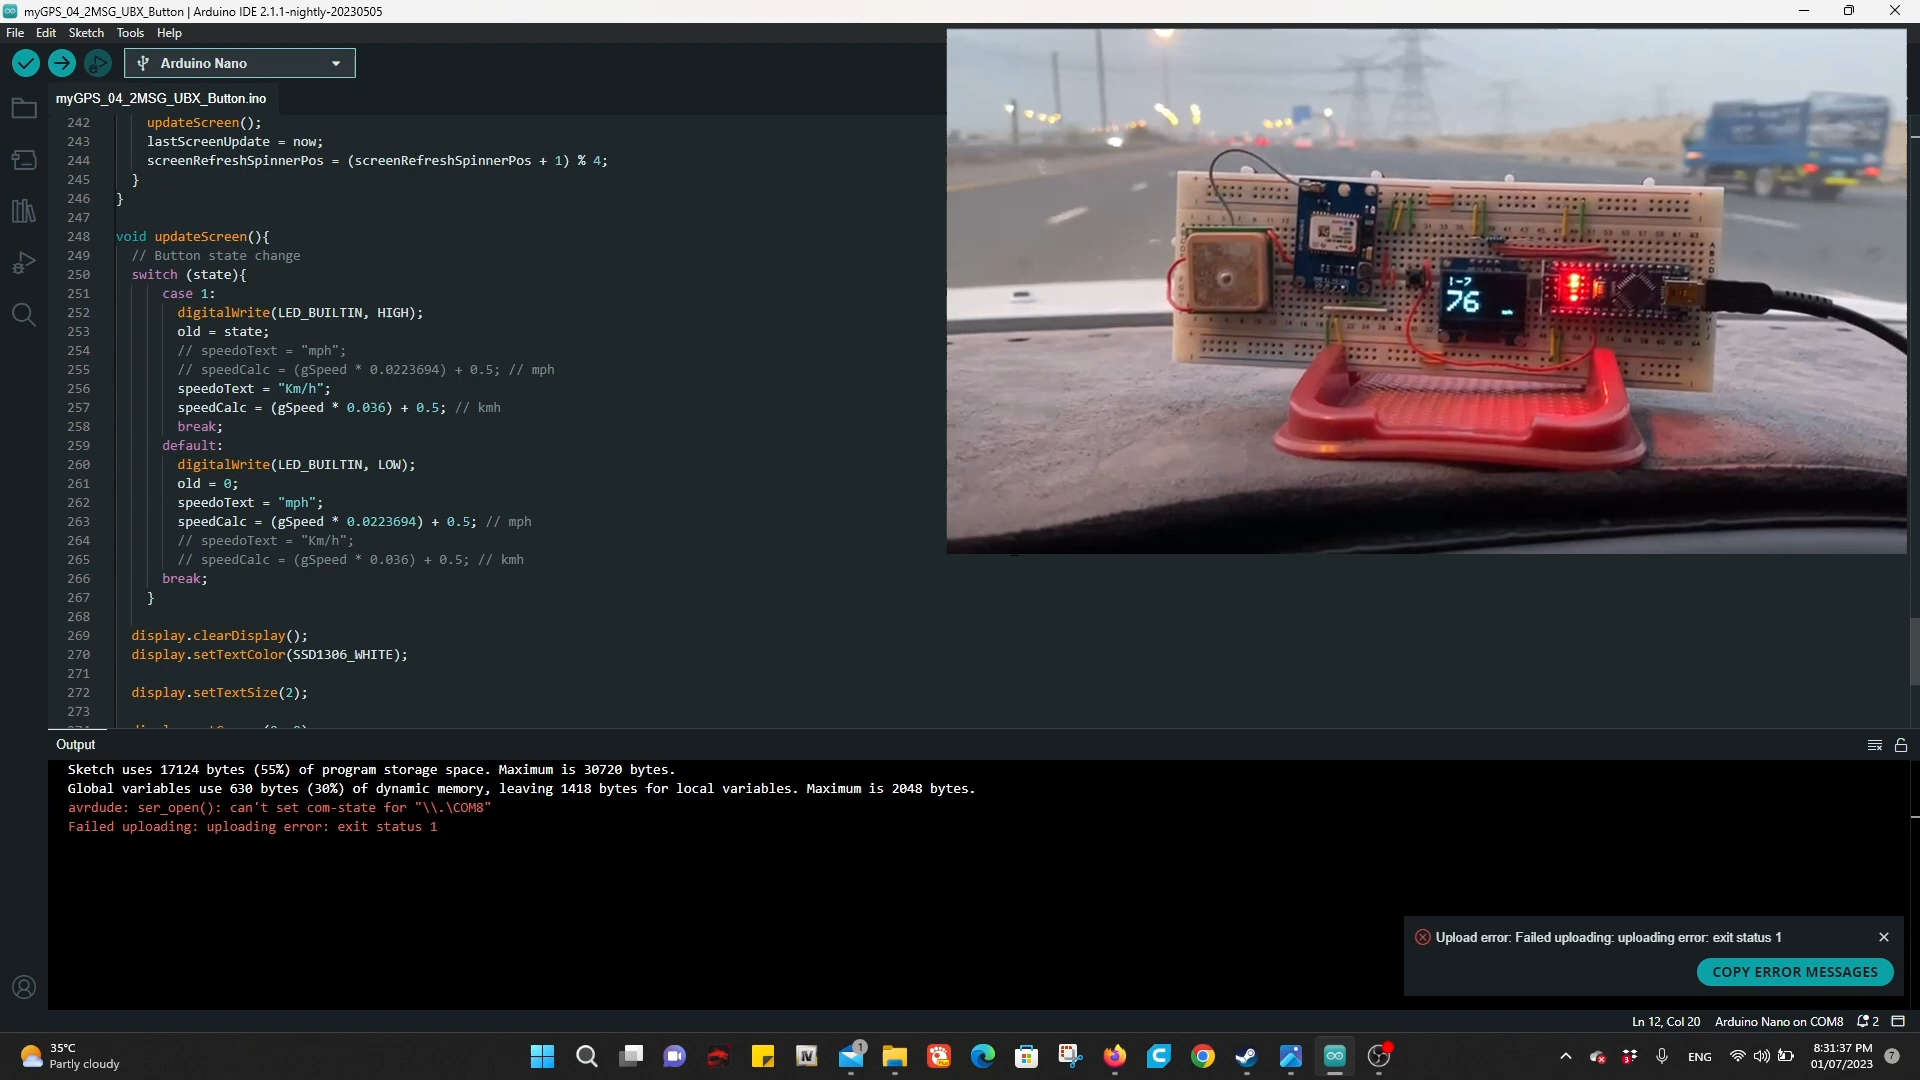 myGPS_04_2MSG_UBX_Button | Arduino IDE 2.1.1-nightly-20230505
File Edit Sketch Tools Help
Arduino Nano
myGPS_04_2MSG_UBX_Button.ino
242 updateScreen();
243 lastScreenUpdate = now;
244 screenRefreshSpinnerPos = (screenRefreshSpinnerPos + 1) % 4;
245 }
246 }
247
248 void updateScreen(){
249 // Button state change
250 switch (state){
251 case 1:
252 digitalWrite(LED_BUILTIN, HIGH);
253 old = state;
254 // speedoText = "mph";
255 // speedCalc = (gSpeed * 0.0223694) + 0.5; // mph
256 speedoText = "Km/h";
257 speedCalc = (gSpeed * 0.036) + 0.5; // kmh
258 break;
259 default:
260 digitalWrite(LED_BUILTIN, LOW);
261 old = 0;
262 speedoText = "mph";
263 speedCalc = (gSpeed * 0.0223694) + 0.5; // mph
264 // speedoText = "Km/h";
265 // speedCalc = (gSpeed * 0.036) + 0.5; // kmh
266 break;
267 }
268
269 display.clearDisplay();
270 display.setTextColor(SSD1306_WHITE);
271
272 display.setTextSize(2);
273
76
mph
Output
Sketch uses 17124 bytes (55%) of program storage space. Maximum is 30720 bytes.
Global variables use 630 bytes (30%) of dynamic memory, leaving 1418 bytes for local variables. Maximum is 2048 bytes.
avrdude: ser_open(): can't set com-state for "\\.\COM8"
Failed uploading: uploading error: exit status 1
Upload error: Failed uploading: uploading error: exit status 1
COPY ERROR MESSAGES
Ln 12, Col 20 Arduino Nano on COM8 2
35°C
Partly cloudy
1
ENG
8:31:37 PM
01/07/2023
7